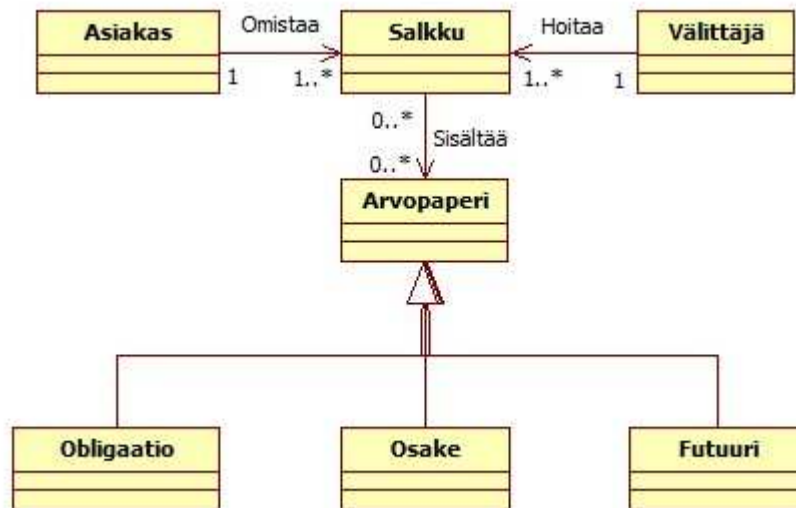 Asiakas
Omistaa
Salkku
Hoitaa
Välittäjä
1
1..*
1..*
1
0..*
Sisältää
0..*
Arvopaperi
Obligaatio
Osake
Futuuri